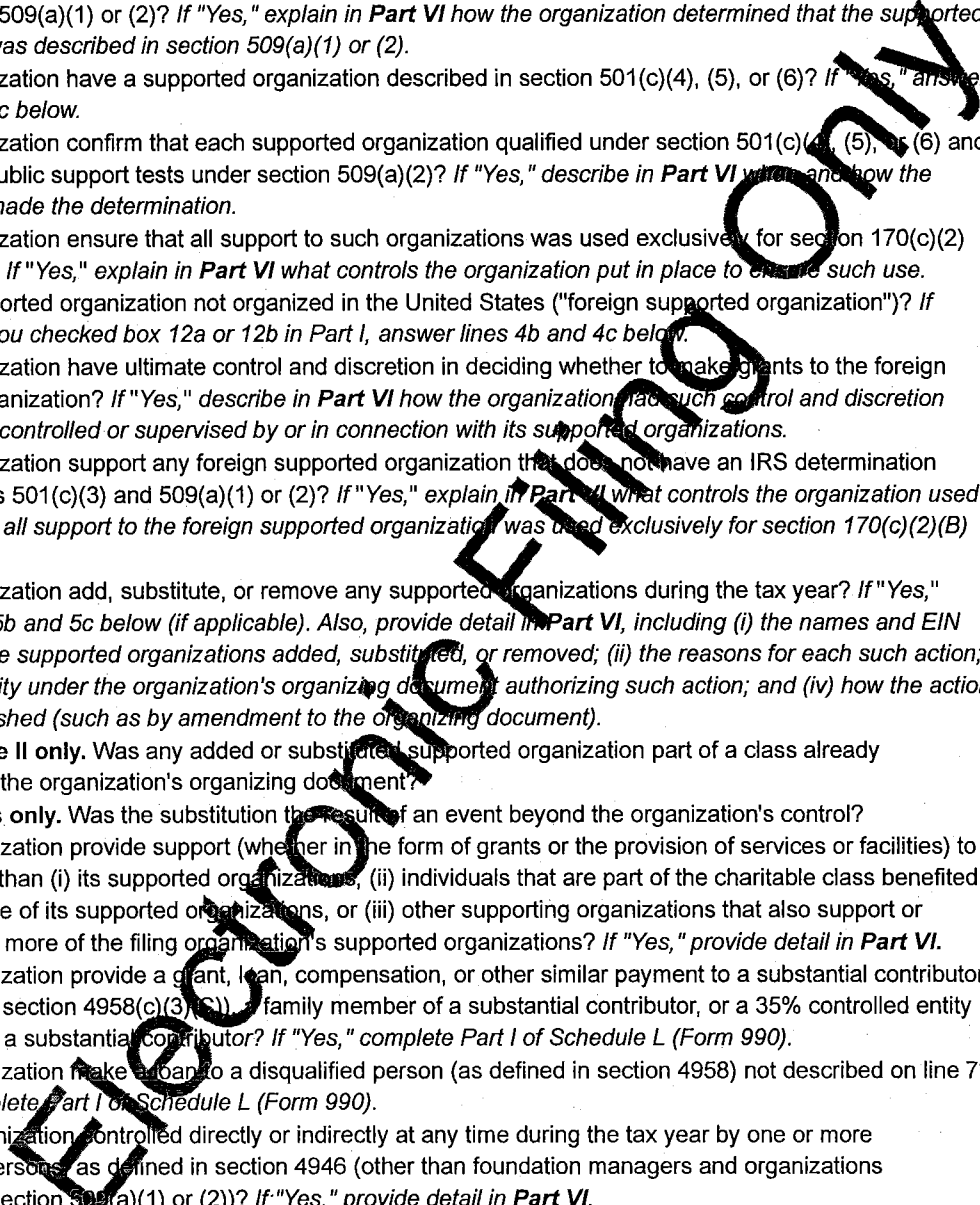 509(a)(1) or (2)? If "Yes," explain in Part VI how the organization determined that the supported
as described in section 509(a)(1) or (2).
zation have a supported organization described in section 501(c)(4), (5), or (6)? If "Yes," answer
c below.
zation confirm that each supported organization qualified under section 501(c)(4), (5), or (6) and
ublic support tests under section 509(a)(2)? If "Yes," describe in Part VI when and how the
nade the determination.
zation ensure that all support to such organizations was used exclusively for section 170(c)(2)
If "Yes," explain in Part VI what controls the organization put in place to ensure such use.
orted organization not organized in the United States ("foreign supported organization")? If
ou checked box 12a or 12b in Part I, answer lines 4b and 4c below.
zation have ultimate control and discretion in deciding whether to make grants to the foreign
anization? If "Yes," describe in Part VI how the organization had such control and discretion
controlled or supervised by or in connection with its supported organizations.
zation support any foreign supported organization that does not have an IRS determination
s 501(c)(3) and 509(a)(1) or (2)? If "Yes," explain in Part VI what controls the organization used
all support to the foreign supported organization was used exclusively for section 170(c)(2)(B)
zation add, substitute, or remove any supported organizations during the tax year? If "Yes,"
5b and 5c below (if applicable). Also, provide detail in Part VI, including (i) the names and EIN
e supported organizations added, substituted, or removed; (ii) the reasons for each such action;
ity under the organization's organizing document authorizing such action; and (iv) how the action
shed (such as by amendment to the organizing document).
e II only. Was any added or substituted supported organization part of a class already
the organization's organizing document?
s only. Was the substitution the result of an event beyond the organization's control?
zation provide support (whether in the form of grants or the provision of services or facilities) to
than (i) its supported organizations, (ii) individuals that are part of the charitable class benefited
e of its supported organizations, or (iii) other supporting organizations that also support or
more of the filing organization's supported organizations? If "Yes," provide detail in Part VI.
zation provide a grant, loan, compensation, or other similar payment to a substantial contributor
section 4958(c)(3)(C)), a family member of a substantial contributor, or a 35% controlled entity
a substantial contributor? If "Yes," complete Part I of Schedule L (Form 990).
zation make a loan to a disqualified person (as defined in section 4958) not described on line 7
lete Part I of Schedule L (Form 990).
nization controlled directly or indirectly at any time during the tax year by one or more
ersons, as defined in section 4946 (other than foundation managers and organizations
ection 509(a)(1) or (2))? If "Yes," provide detail in Part VI.
Electronic Filing Only